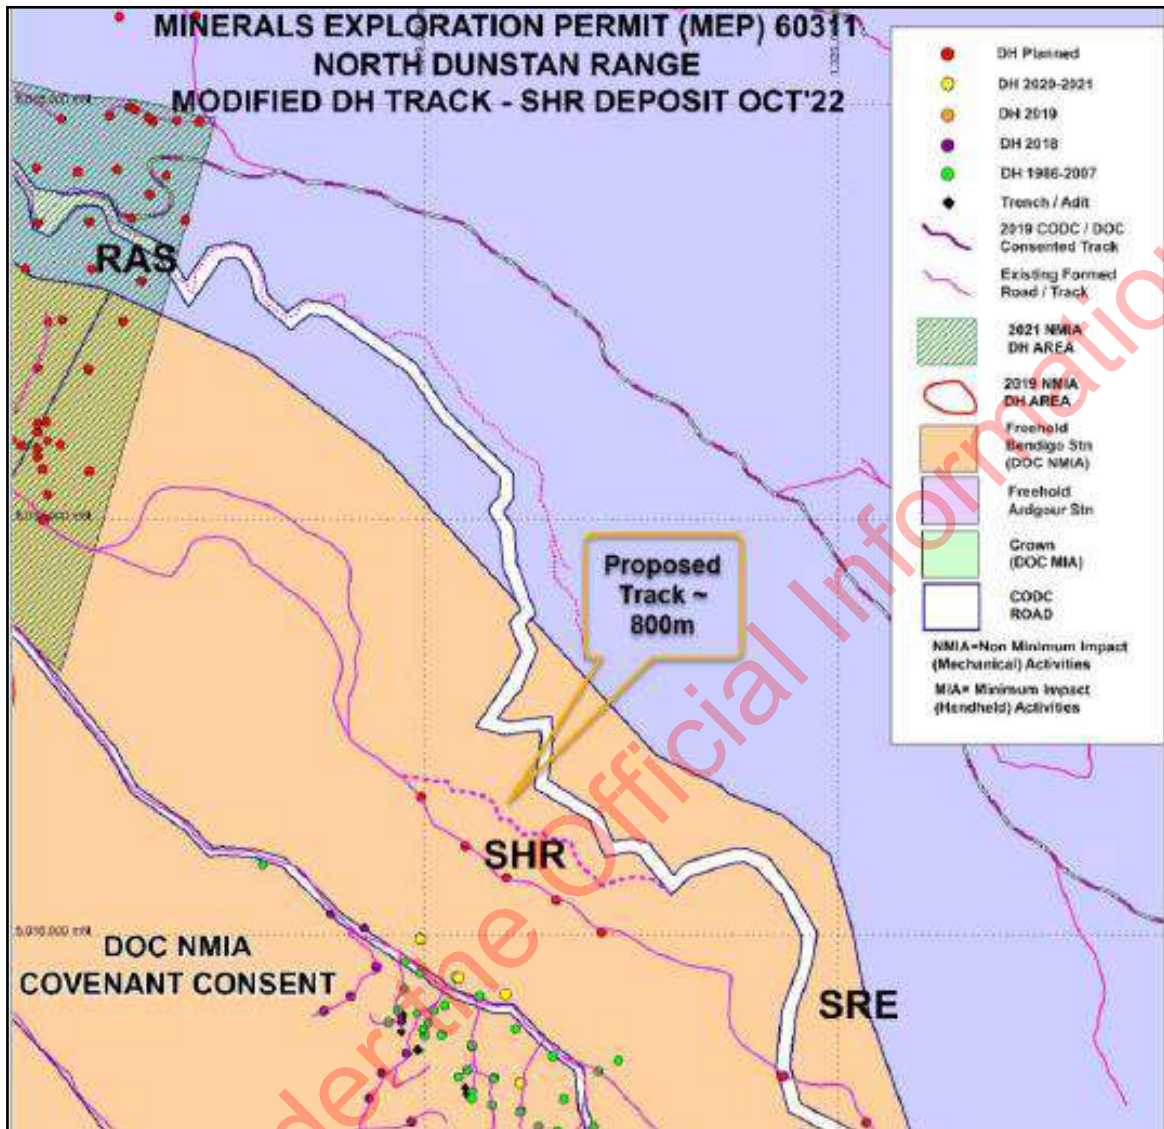 MINERALS EXPLORATION PERMIT (MEP) 60311
NORTH DUNSTAN RANGE
MODIFIED DH TRACK - SHR DEPOSIT OCT'22
DH Planned
DH 2020-2021
DH 2019
DH 2018
DH 1986-2007
Trench / Adit
2019 CODC / DOC
Consented Track
Existing Formed
Road / Track
2021 NMIA
DH AREA
2019 NMIA
DH AREA
Freehold
Bendigo Stn
(DOC NMIA)
Freehold
Ardgour Stn
Crown
(DOC MIA)
CODC
ROAD
NMIA=Non Minimum Impact
(Mechanical) Activities
MIA= Minimum Impact
(Handheld) Activities
RAS
Proposed
Track ~
800m
SHR
DOC NMIA
COVENANT CONSENT
SRE
the Official Information